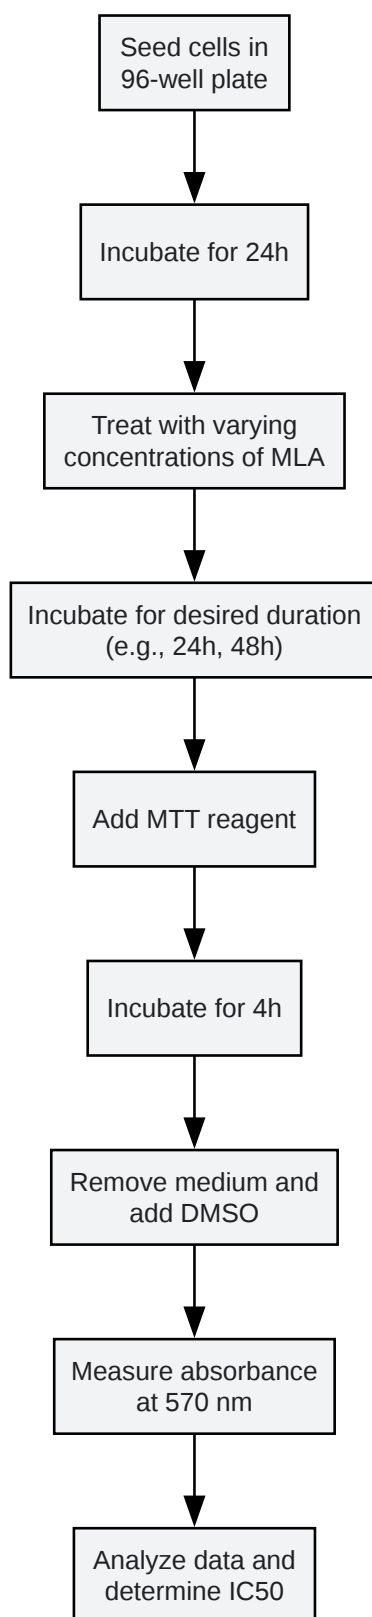 Seed cells in
96-well plate
Incubate for 24h
Treat with varying
concentrations of MLA
Incubate for desired duration
(e.g., 24h, 48h)
Add MTT reagent
Incubate for 4h
Remove medium and
add DMSO
Measure absorbance
at 570 nm
Analyze data and
determine IC50